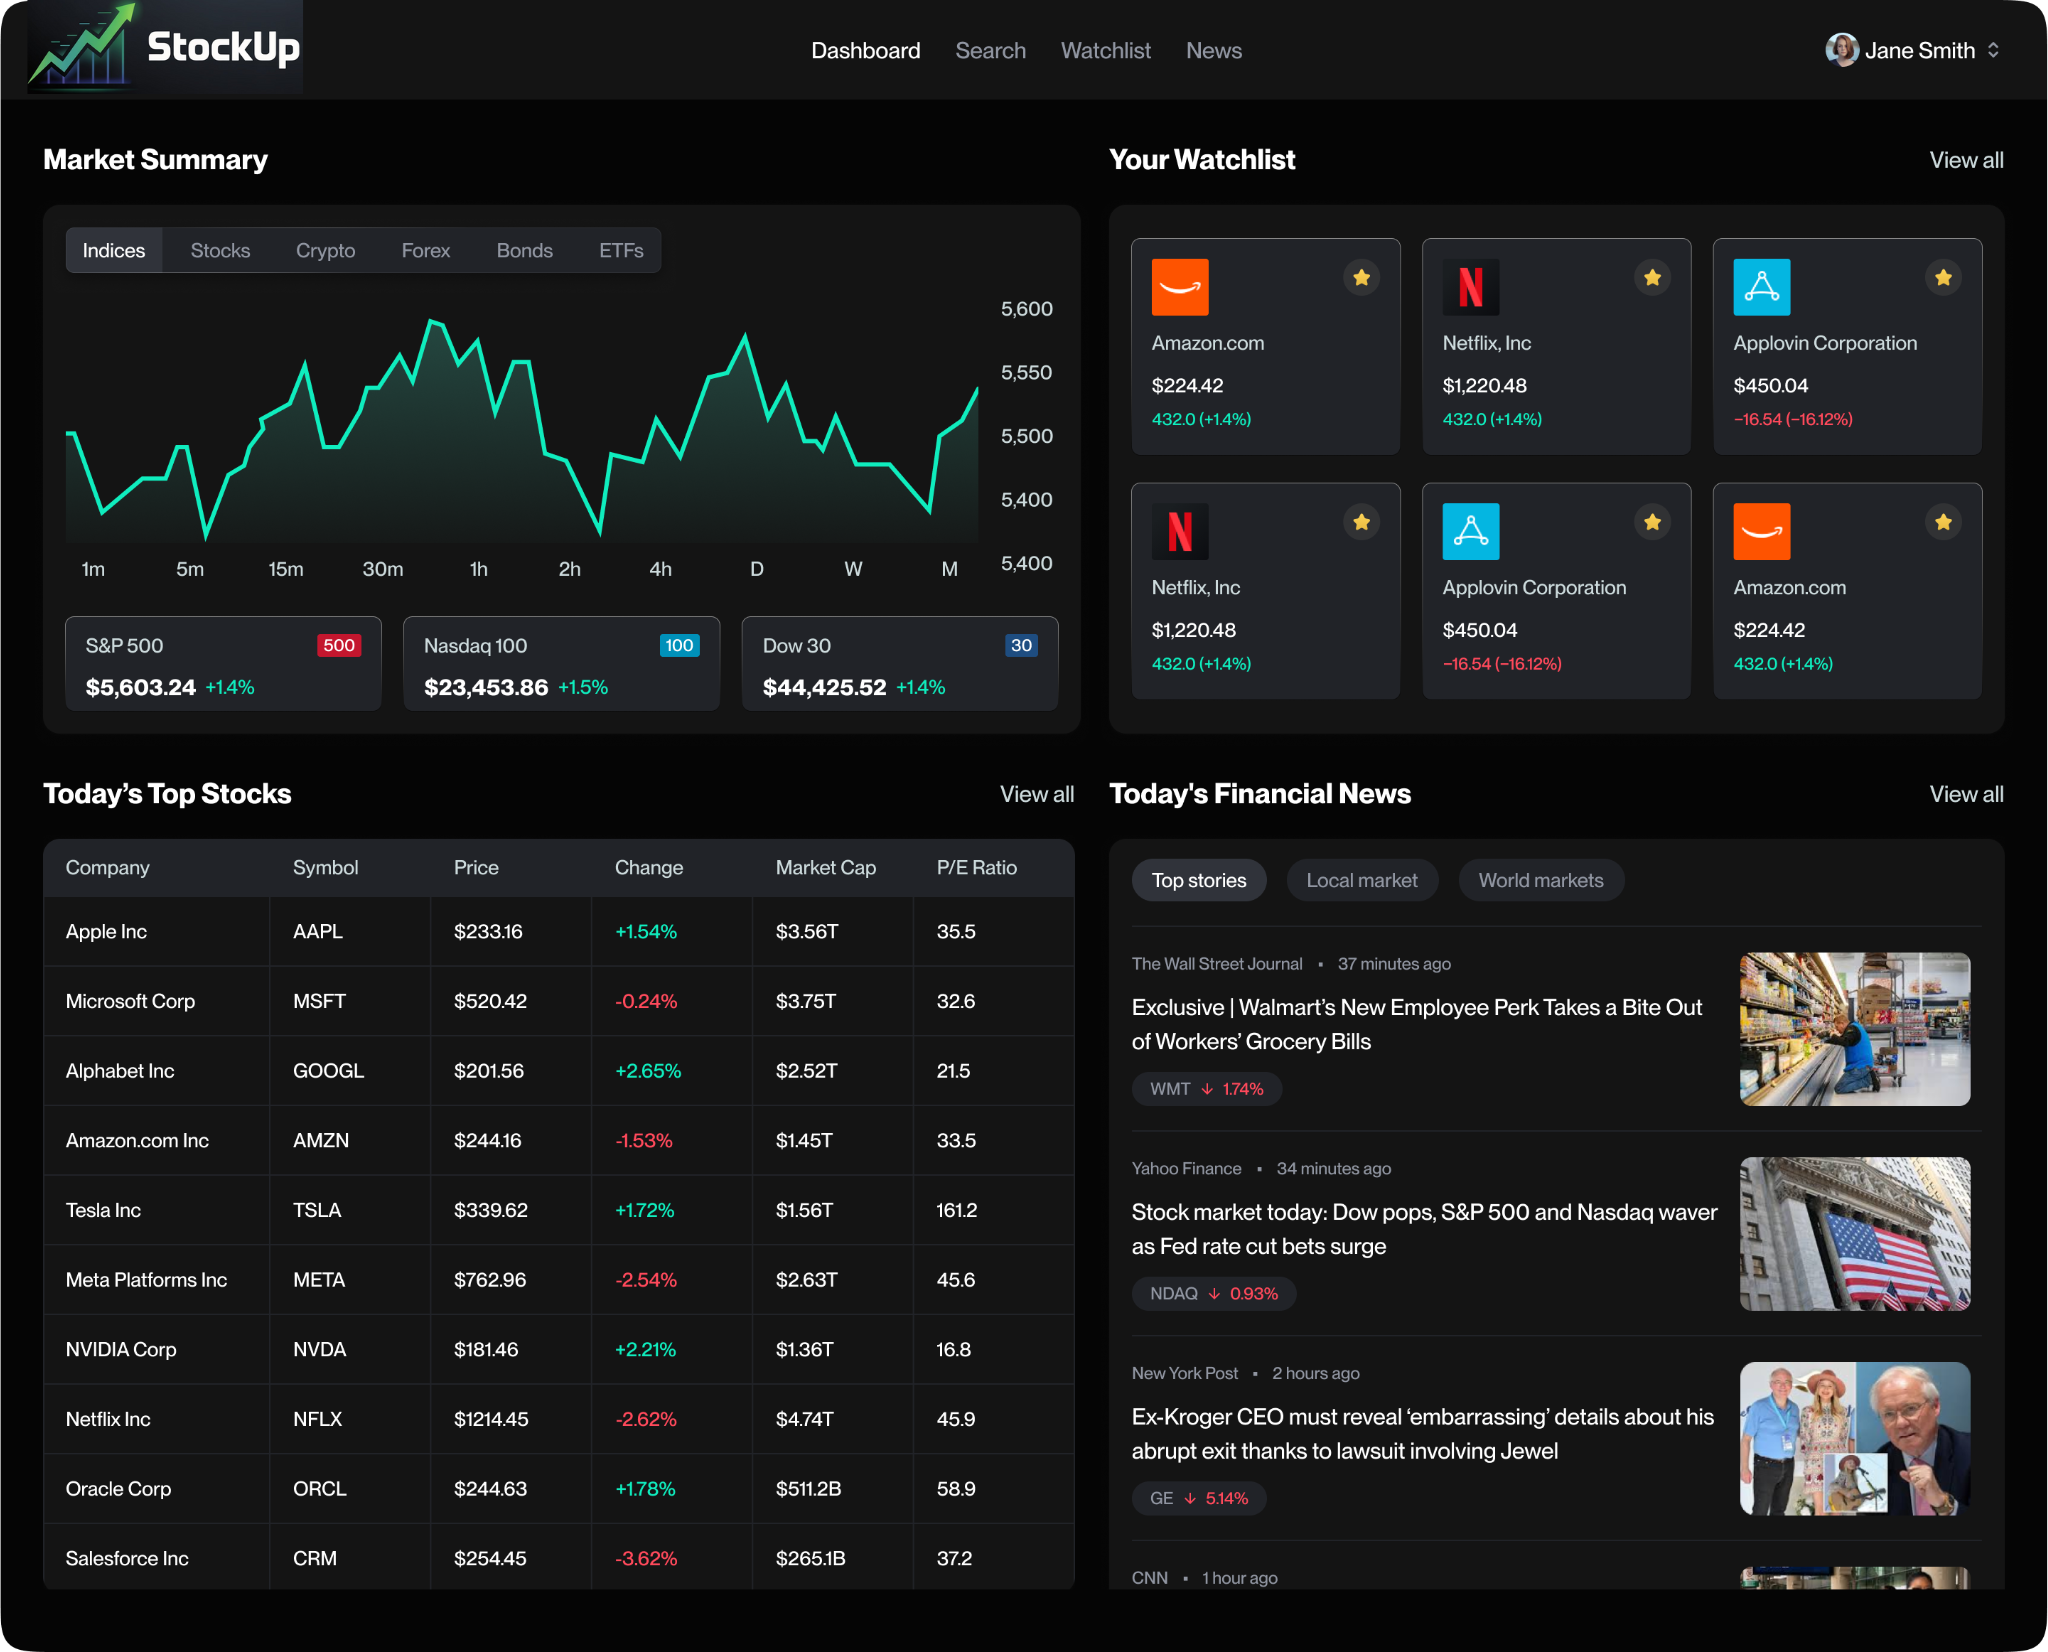 StockUp
Dashboard Search Watchlist News
Jane Smith
Market Summary
Indices Stocks Crypto Forex Bonds ETFs
5,600
5,550
5,500
5,400
5,400
1m 5m 15m 30m 1h 2h 4h D W M
S&P 500 500
$5,603.24 +1.4%
Nasdaq 100 100
$23,453.86 +1.5%
Dow 30 30
$44,425.52 +1.4%
Your Watchlist View all
Amazon.com
$224.42
432.0 (+1.4%)
N
Netflix, Inc
$1,220.48
432.0 (+1.4%)
Applovin Corporation
$450.04
−16.54 (−16.12%)
N
Netflix, Inc
$1,220.48
432.0 (+1.4%)
Applovin Corporation
$450.04
−16.54 (−16.12%)
Amazon.com
$224.42
432.0 (+1.4%)
Today’s Top Stocks View all
Company Symbol Price Change Market Cap P/E Ratio
Apple Inc AAPL $233.16 +1.54% $3.56T 35.5
Microsoft Corp MSFT $520.42 -0.24% $3.75T 32.6
Alphabet Inc GOOGL $201.56 +2.65% $2.52T 21.5
Amazon.com Inc AMZN $244.16 -1.53% $1.45T 33.5
Tesla Inc TSLA $339.62 +1.72% $1.56T 161.2
Meta Platforms Inc META $762.96 -2.54% $2.63T 45.6
NVIDIA Corp NVDA $181.46 +2.21% $1.36T 16.8
Netflix Inc NFLX $1214.45 -2.62% $4.74T 45.9
Oracle Corp ORCL $244.63 +1.78% $511.2B 58.9
Salesforce Inc CRM $254.45 -3.62% $265.1B 37.2
Today's Financial News View all
Top stories Local market World markets
The Wall Street Journal • 37 minutes ago
Exclusive | Walmart’s New Employee Perk Takes a Bite Out
of Workers’ Grocery Bills
WMT ↓ 1.74%
Yahoo Finance • 34 minutes ago
Stock market today: Dow pops, S&P 500 and Nasdaq waver
as Fed rate cut bets surge
NDAQ ↓ 0.93%
New York Post • 2 hours ago
Ex-Kroger CEO must reveal ‘embarrassing’ details about his
abrupt exit thanks to lawsuit involving Jewel
GE ↓ 5.14%
CNN • 1 hour ago